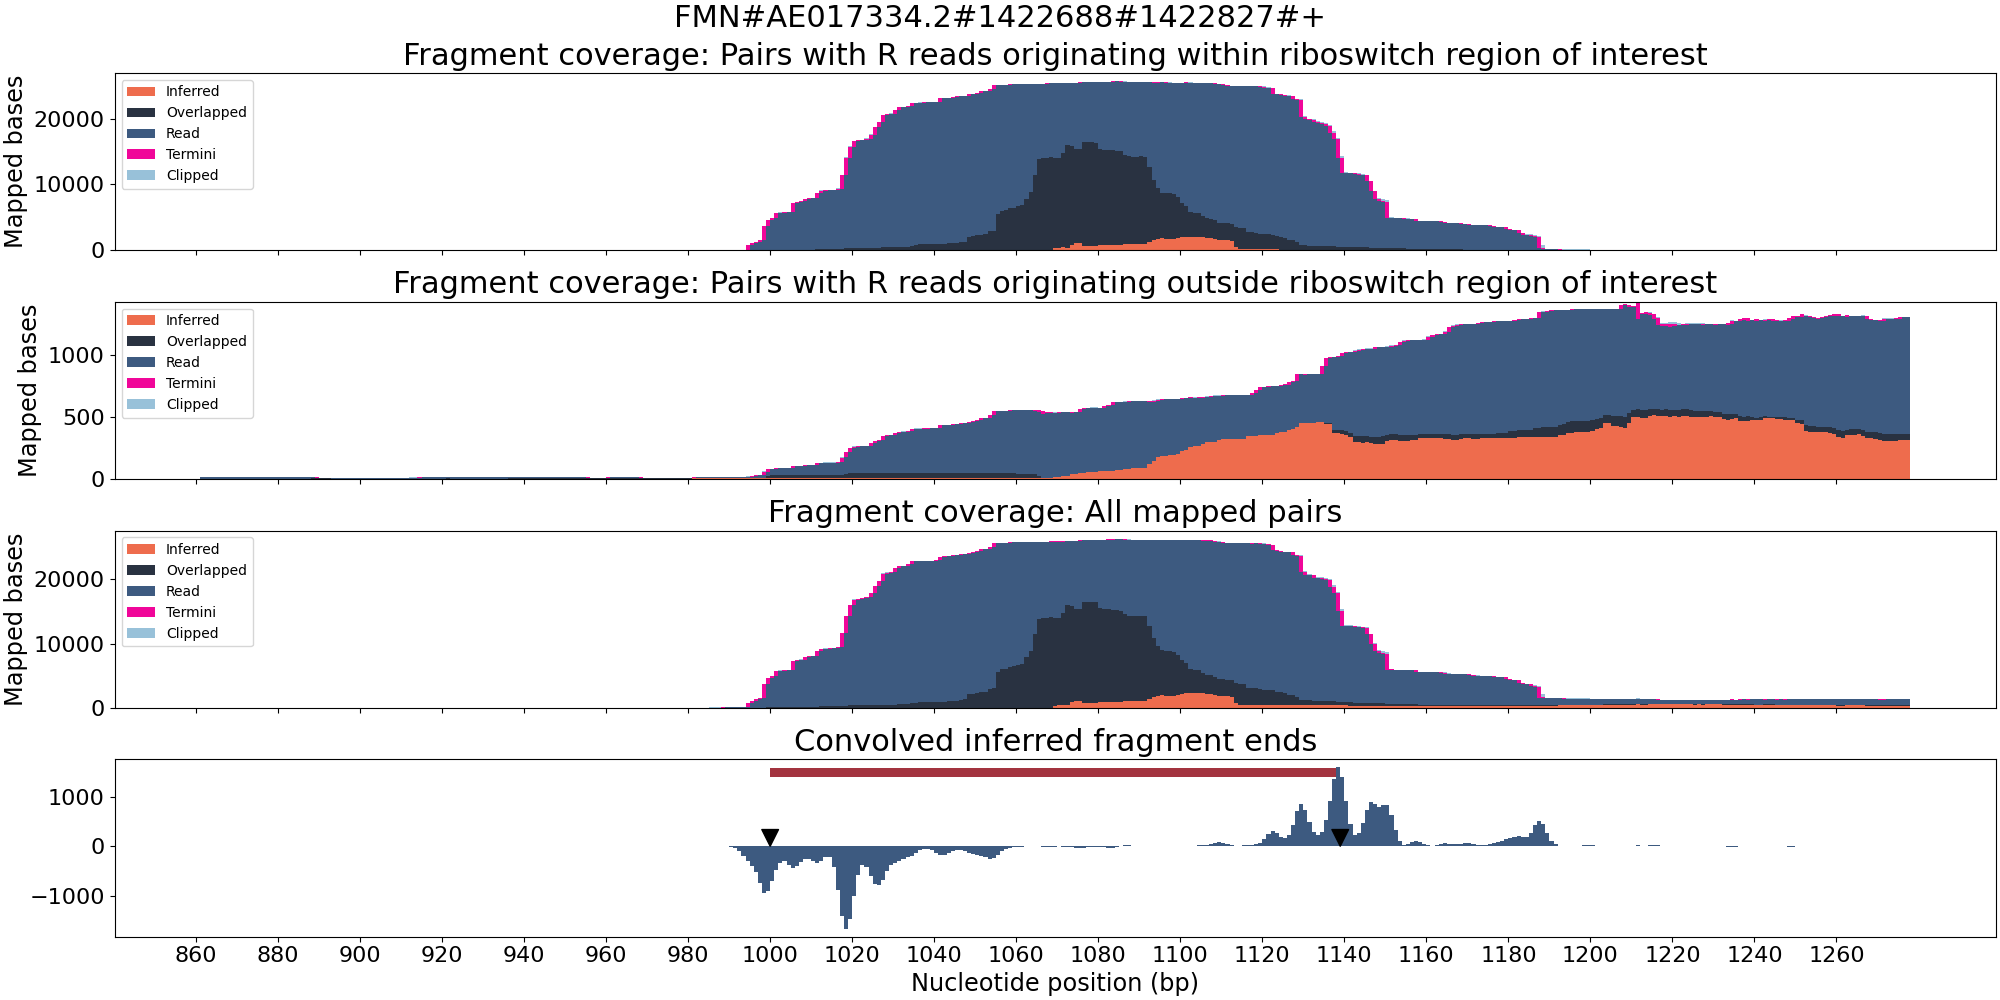 FMN#AE017334.2#1422688#1422827#+
Fragment coverage: Pairs with R reads originating within riboswitch region of interest
Mapped bases
20000
10000
0
Inferred
Overlapped
Read
Termini
Clipped
Fragment coverage: Pairs with R reads originating outside riboswitch region of interest
Mapped bases
1000
500
0
Inferred
Overlapped
Read
Termini
Clipped
Fragment coverage: All mapped pairs
Mapped bases
20000
10000
0
Inferred
Overlapped
Read
Termini
Clipped
Convolved inferred fragment ends
1000
0
−1000
860 880 900 920 940 960 980 1000 1020 1040 1060 1080 1100 1120 1140 1160 1180 1200 1220 1240 1260
Nucleotide position (bp)